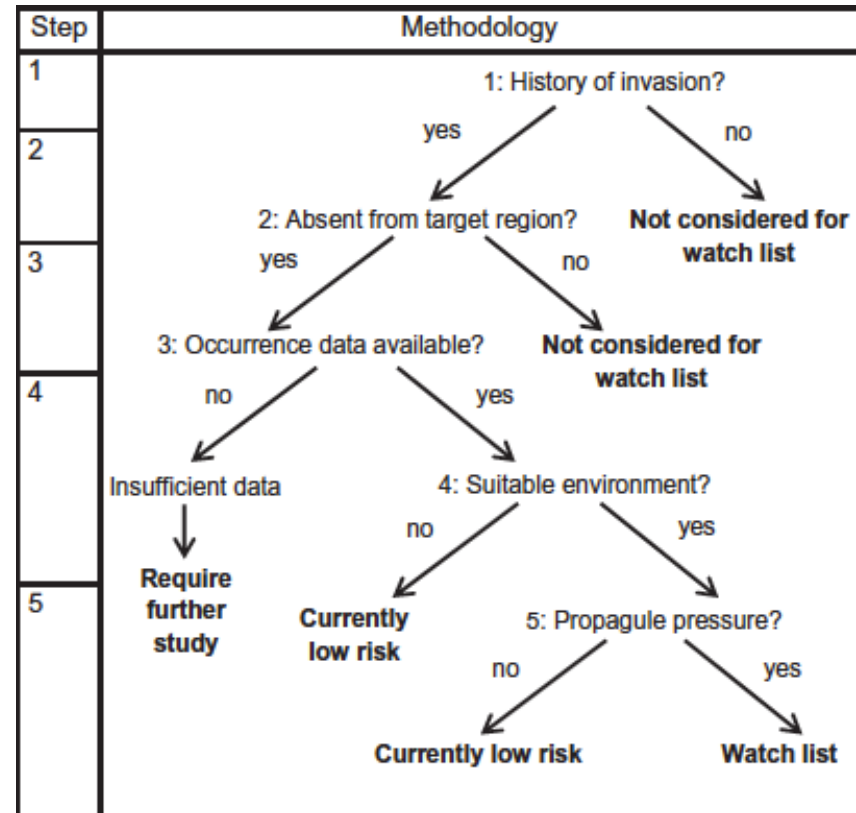 Step
Methodology
1
1: History of invasion?
yes
no
2
2: Absent from target region?
Not considered for
watch list
3
yes
no
3: Occurrence data available?
Not considered for
watch list
4
no
yes
Insufficient data
4: Suitable environment?
no
yes
Require
further
study
5
Currently
low risk
5: Propagule pressure?
no
yes
Currently low risk
Watch list